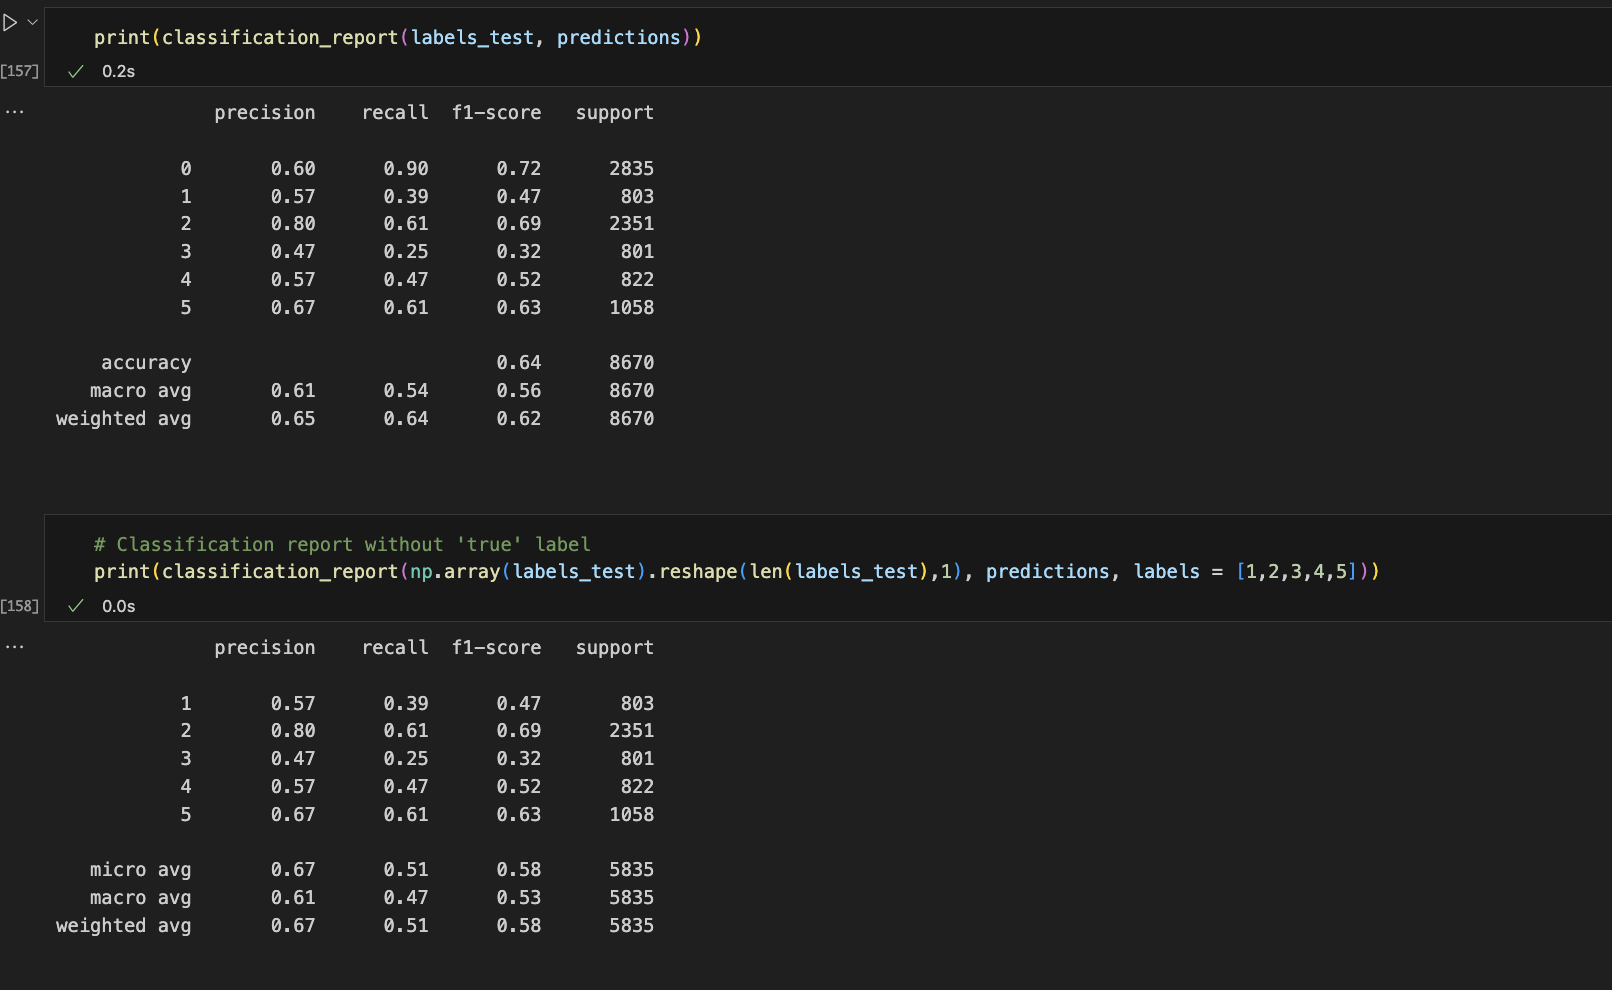 print(classification_report(labels_test, predictions))
[157] 0.2s
...
precision recall f1-score support
0 0.60 0.90 0.72 2835
1 0.57 0.39 0.47 803
2 0.80 0.61 0.69 2351
3 0.47 0.25 0.32 801
4 0.57 0.47 0.52 822
5 0.67 0.61 0.63 1058
accuracy 0.64 8670
macro avg 0.61 0.54 0.56 8670
weighted avg 0.65 0.64 0.62 8670
# Classification report without 'true' label
print(classification_report(np.array(labels_test).reshape(len(labels_test),1), predictions, labels = [1,2,3,4,5]))
[158] 0.0s
...
precision recall f1-score support
1 0.57 0.39 0.47 803
2 0.80 0.61 0.69 2351
3 0.47 0.25 0.32 801
4 0.57 0.47 0.52 822
5 0.67 0.61 0.63 1058
micro avg 0.67 0.51 0.58 5835
macro avg 0.61 0.47 0.53 5835
weighted avg 0.67 0.51 0.58 5835